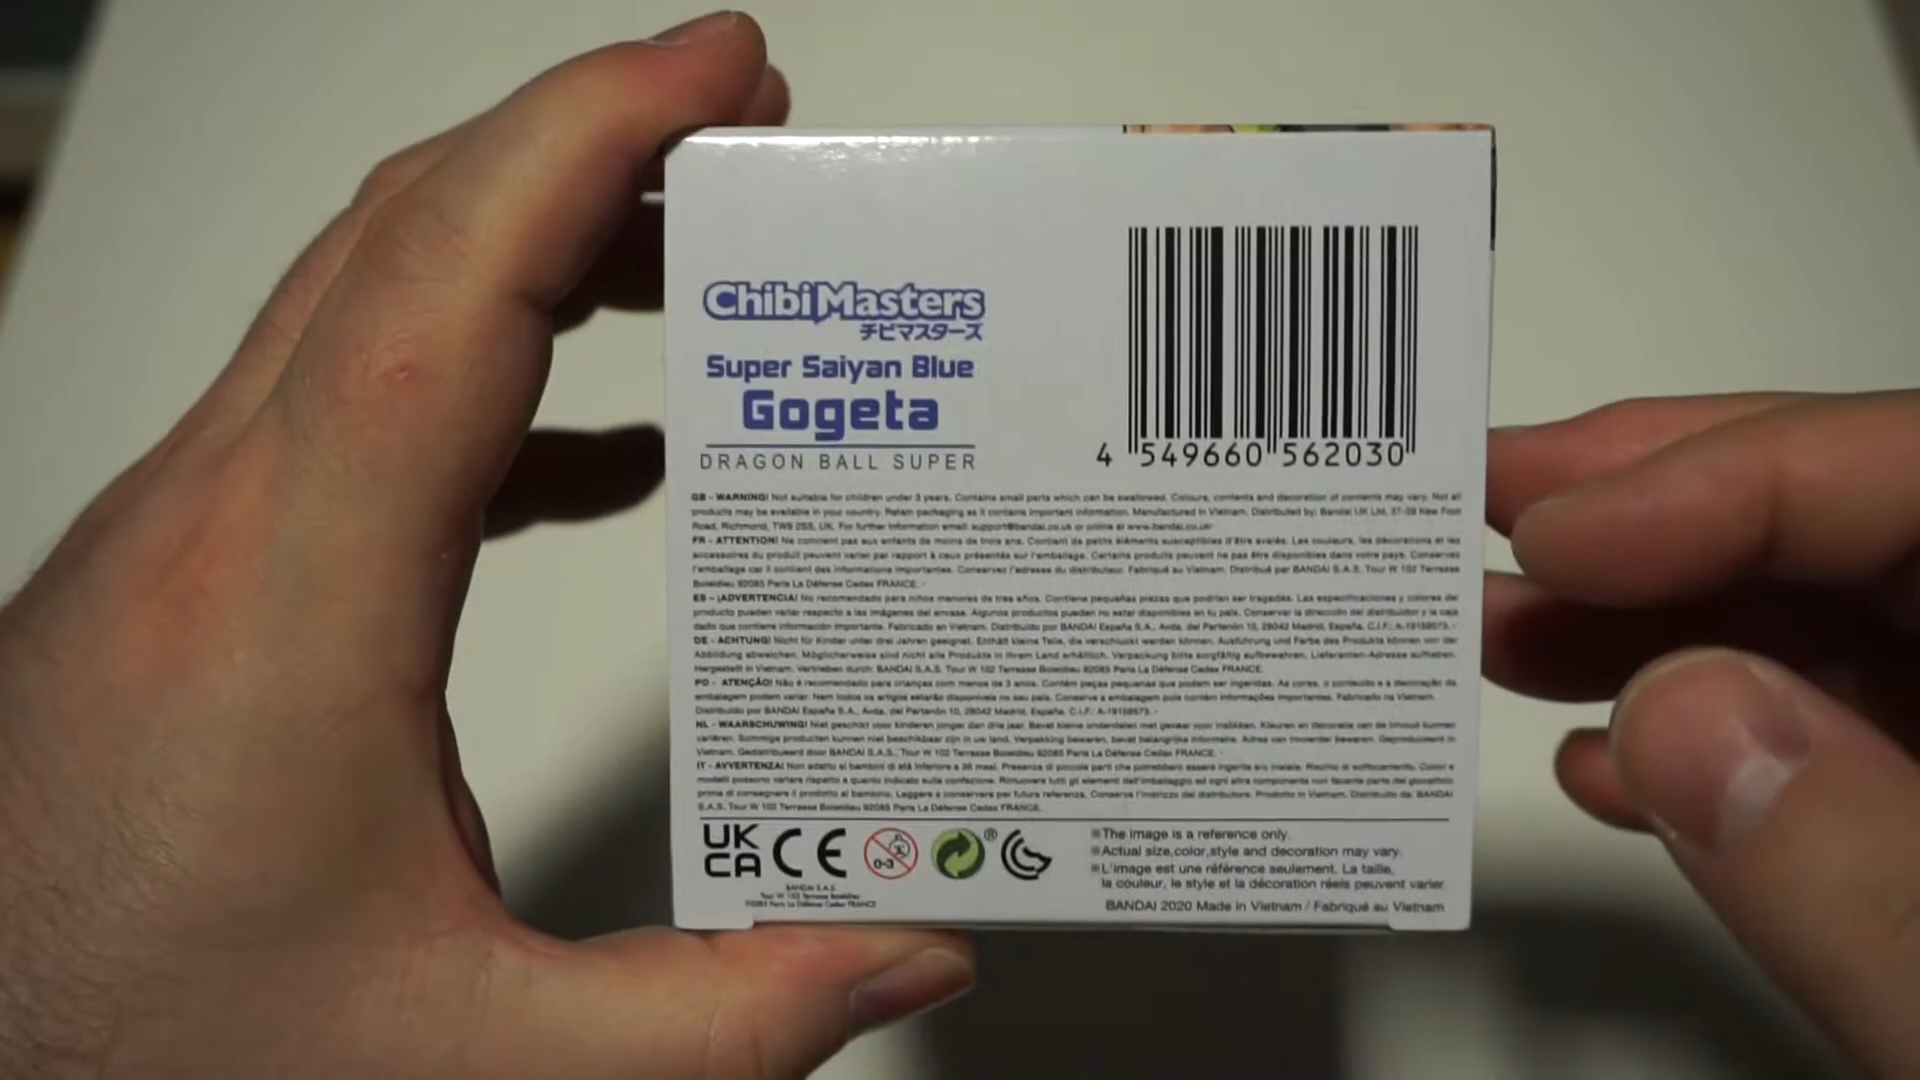 ChibiMasters
チビマスターズ
Super Saiyan Blue
Gogeta
DRAGON BALL SUPER
4 549660 562030
GB - WARNING! Not suitable for children under 3 years. Contains small parts which can be swallowed. Colours, contents and decoration of contents may vary. Not all
products may be available in your country. Retain packaging as it contains important information. Manufactured in Vietnam. Distributed by: Bandai UK Ltd, 37-39 Kew Foot
Road, Richmond, TW9 2SS, UK. For further information email: support@bandai.co.uk or online at www.bandai.co.uk
FR - ATTENTION! Ne convient pas aux enfants de moins de trois ans. Contient de petits éléments susceptibles d'être avalés. Les couleurs, les décorations et les
accessoires du produit peuvent varier par rapport à ceux présentés sur l'emballage. Certains produits peuvent ne pas être disponibles dans votre pays. Conservez
l'emballage car il contient des informations importantes. Conservez l'adresse du distributeur. Fabriqué au Vietnam. Distribué par BANDAI S.A.S. Tour W 102 Terrasse
Boieldieu 92085 Paris La Défense Cedex FRANCE. -
ES - ¡ADVERTENCIA! No recomendado para niños menores de tres años. Contiene pequeñas piezas que podrían ser tragadas. Las especificaciones y colores del
producto pueden variar respecto a las imágenes del envase. Algunos productos pueden no estar disponibles en tu país. Conservar la dirección del distribuidor y la caja
dado que contiene información importante. Fabricado en Vietnam. Distribuido por BANDAI España S.A., Avda. del Partenón 10, 28042 Madrid, España. C.I.F.: A-19159573. -
DE - ACHTUNG! Nicht für Kinder unter drei Jahren geeignet. Enthält kleine Teile, die verschluckt werden können. Ausführung und Farbe des Produkts können von der
Abbildung abweichen. Möglicherweise sind nicht alle Produkte in Ihrem Land erhältlich. Verpackung bitte sorgfältig aufbewahren. Lieferanten-Adresse aufheben.
Hergestellt in Vietnam. Vertrieben durch: BANDAI S.A.S. Tour W 102 Terrasse Boieldieu 92085 Paris La Défense Cedex FRANCE.
PO - ATENÇÃO! Não é recomendado para crianças com menos de 3 anos. Contém peças pequenas que podem ser ingeridas. As cores, o conteúdo e a decoração da
embalagem podem variar. Nem todos os artigos estarão disponíveis no seu país. Conserve a embalagem pois contém informações importantes. Fabricado na Vietnam.
Distribuido por BANDAI España S.A., Avda. del Partenón 10, 28042 Madrid, España. C.I.F.: A-19159573. -
NL - WAARSCHUWING! Niet geschikt voor kinderen jonger dan drie jaar. Bevat kleine onderdelen met gevaar voor inslikken. Kleuren en decoratie van de inhoud kunnen
variëren. Sommige producten kunnen niet beschikbaar zijn in uw land. Verpakking bewaren, bevat belangrijke informatie. Adres van bewaren. Geproduceerd in
Vietnam. Gedistribueerd door BANDAI S.A.S., Tour W 102 Terrasse Boieldieu 92085 Paris La Défense Cedex FRANCE. -
IT - AVVERTENZA! Non adatto ai bambini di età inferiore a 36 mesi. Presenza di piccole parti che potrebbero essere ingerite e/o inalate. Rischio di soffocamento. Colori e
modelli possono variare rispetto a quanto indicato sulla confezione. Rimuovere tutti gli elementi dell'imballaggio ed ogni altro componente non facente parte del giocattolo
prima di consegnare il prodotto al bambino. Leggere e conservare per futura referenza. Conserva l'indirizzo del distributore. Prodotto in Vietnam. Distribuito da: BANDAI
S.A.S. Tour W 102 Terrasse Boieldieu 92085 Paris La Défense Cedex FRANCE.
UK
CA CE 0-3 ®
BANDAI S.A.S.
Tour W 102 Terrasse Boieldieu
92085 Paris La Défense Cedex FRANCE
※The image is a reference only.
※Actual size,color,style and decoration may vary.
※L'image est une référence seulement. La taille,
la couleur, le style et la décoration réels peuvent varier.
BANDAI 2020 Made in Vietnam / Fabriqué au Vietnam